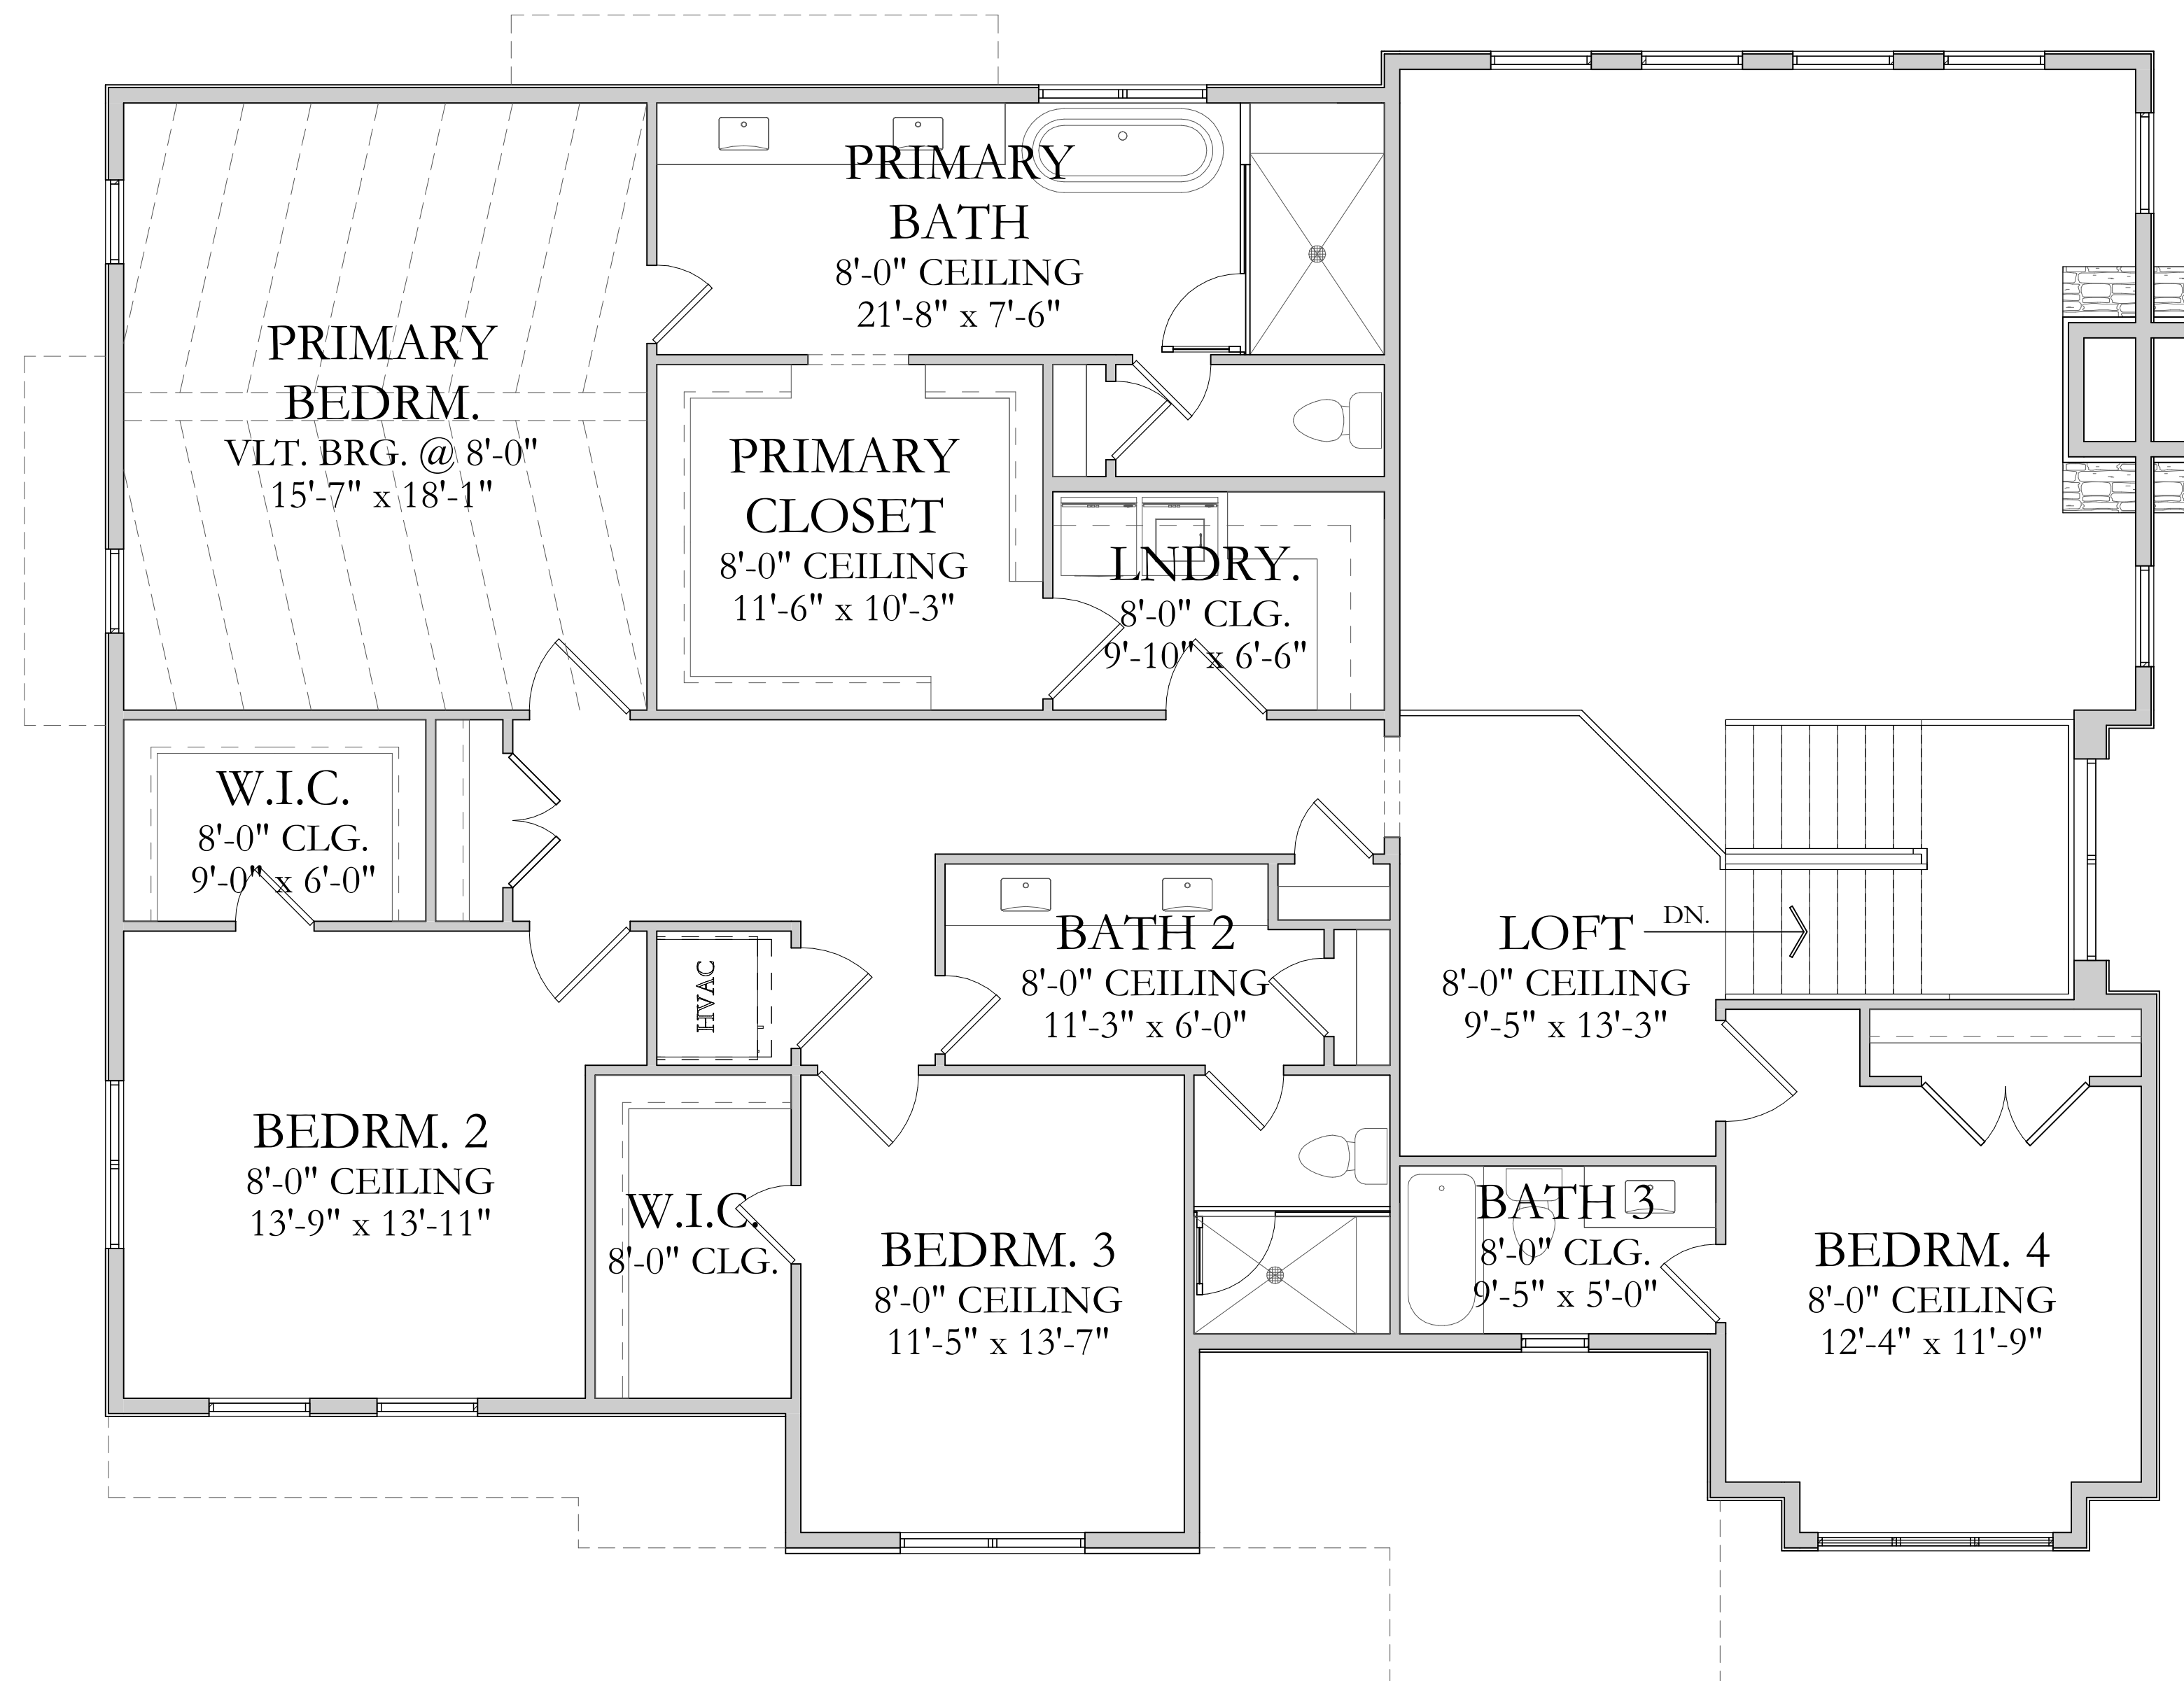 PRIMARY
BATH
8'-0" CEILING
21'-8" x 7'-6"
PRIMARY
BEDRM.
VLT. BRG. @ 8'-0"
15'-7" x 18'-1"
PRIMARY
CLOSET
8'-0" CEILING
11'-6" x 10'-3"
LNDRY.
8'-0" CLG.
9'-10" x 6'-6"
W.I.C.
8'-0" CLG.
9'-0" x 6'-0"
HVAC
BATH 2
8'-0" CEILING
11'-3" x 6'-0"
LOFT
8'-0" CEILING
9'-5" x 13'-3"
DN.
BEDRM. 2
8'-0" CEILING
13'-9" x 13'-11"
W.I.C.
8'-0" CLG.
BEDRM. 3
8'-0" CEILING
11'-5" x 13'-7"
BATH 3
8'-0" CLG.
9'-5" x 5'-0"
BEDRM. 4
8'-0" CEILING
12'-4" x 11'-9"